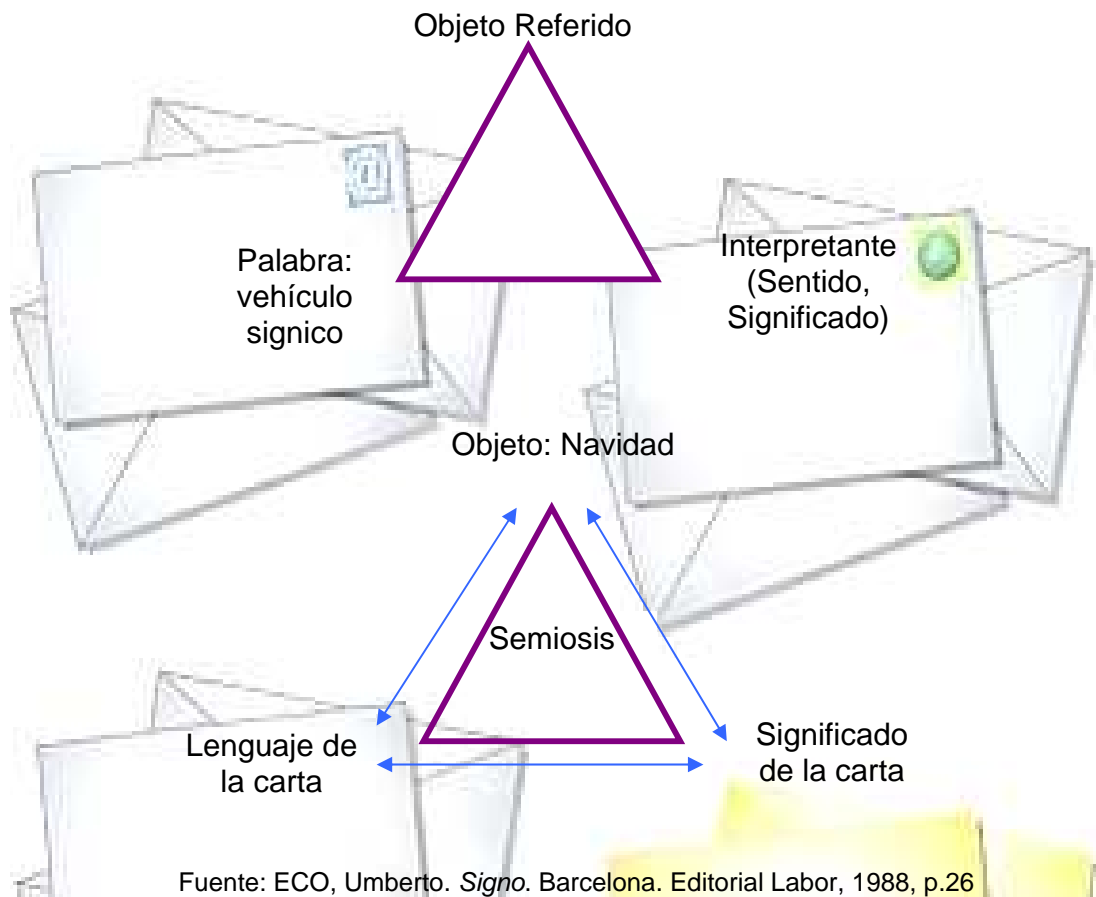 Objeto Referido
Palabra:
vehículo
signico
Interpretante
(Sentido,
Significado)
Objeto: Navidad
Semiosis
Lenguaje de
la carta
Significado
de la carta
Fuente: ECO, Umberto. Signo. Barcelona. Editorial Labor, 1988, p.26